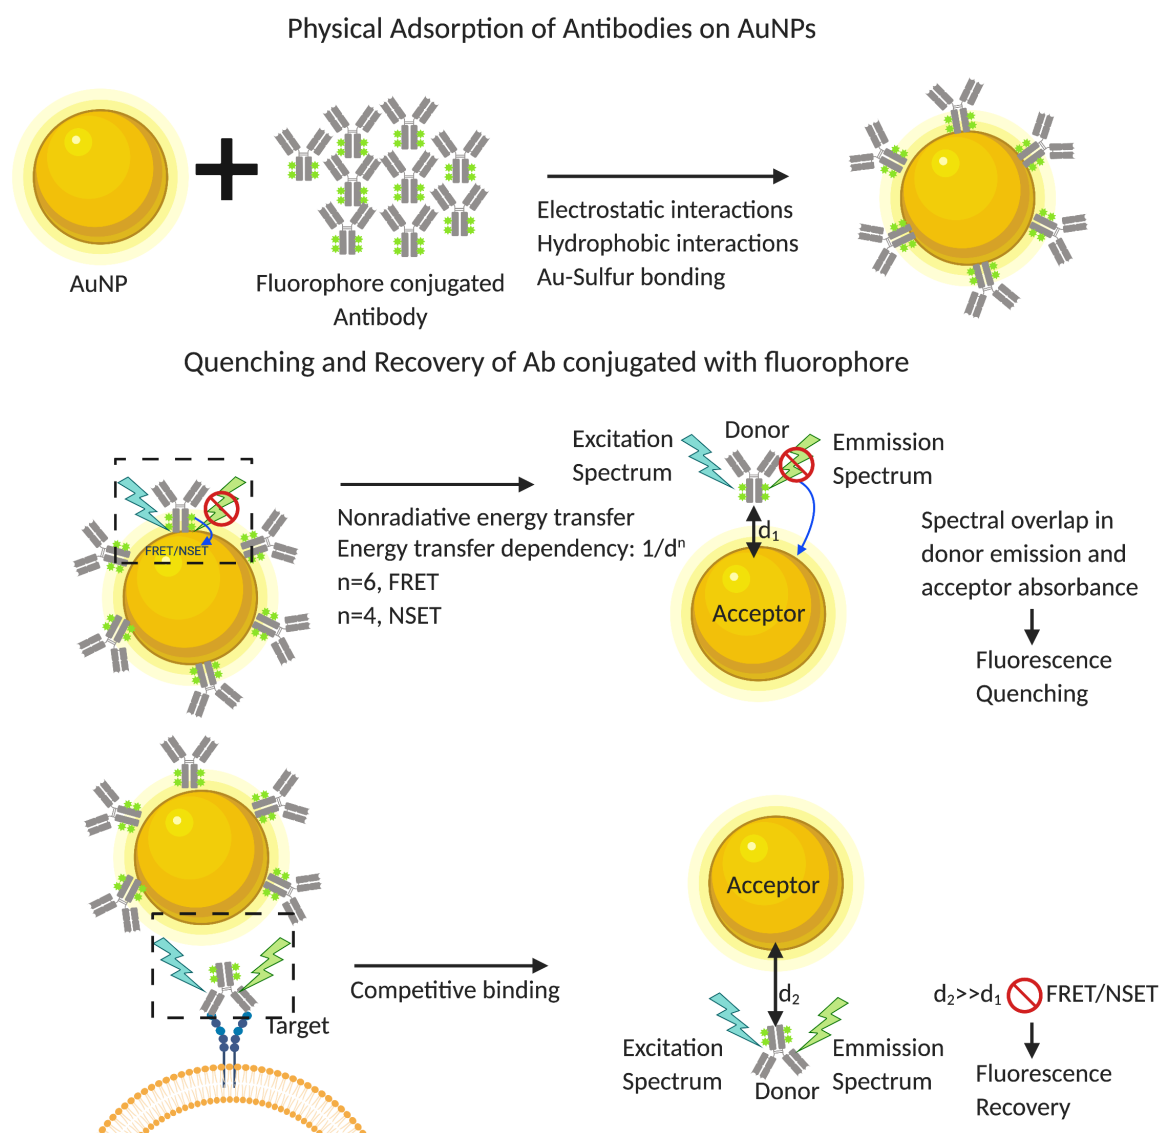 Physical Adsorption of Antibodies on AuNPs
AuNP
Fluorophore conjugated
Antibody
Electrostatic interactions
Hydrophobic interactions
Au-Sulfur bonding
Quenching and Recovery of Ab conjugated with fluorophore
FRET/NSET
Nonradiative energy transfer
Energy transfer dependency: 1/dⁿ
n=6, FRET
n=4, NSET
Excitation
Spectrum
Donor
Emmission
Spectrum
d₁
Acceptor
Spectral overlap in
donor emission and
acceptor absorbance
Fluorescence
Quenching
Target
Competitive binding
Acceptor
d₂
Excitation
Spectrum
Donor
Emmission
Spectrum
d₂>>d₁ FRET/NSET
Fluorescence
Recovery